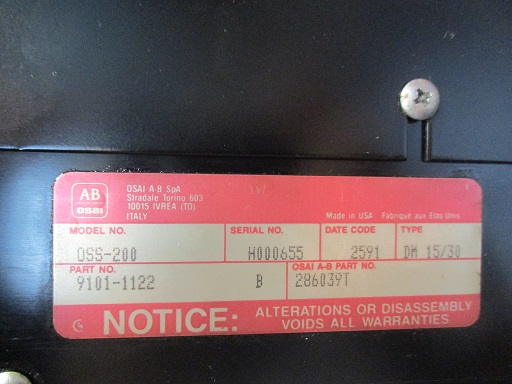 AB
OSAI
OSAI A-B SpA
Stradale Torino 603
10015 IVREA (TO)
ITALY
Made in USA Fabriqué aux États Unis
MODEL NO. SERIAL NO. DATE CODE TYPE
OSS-200 H000655 2591 DM 15/30
PART NO. OSAI A-B PART NO.
9101-1122 B 286039T
NOTICE: ALTERATIONS OR DISASSEMBLY
VOIDS ALL WARRANTIES